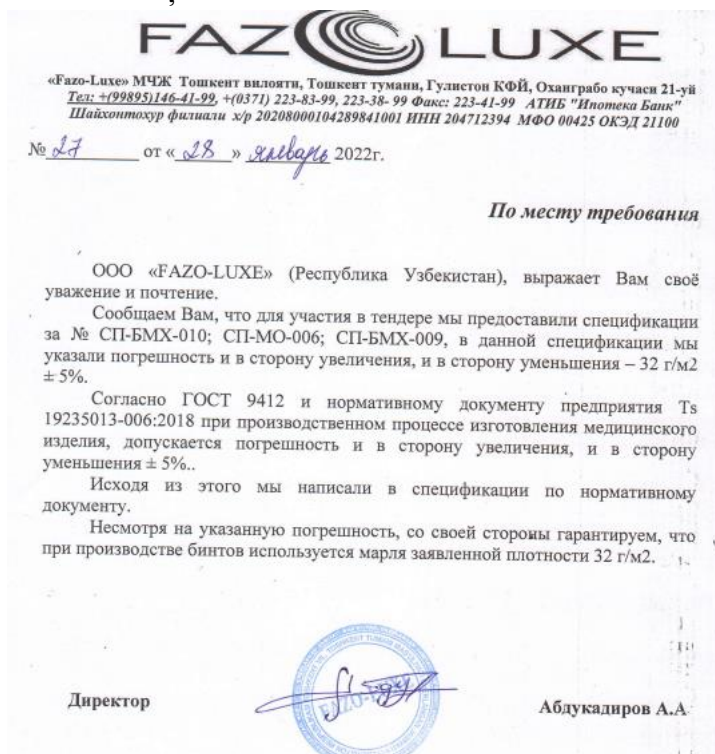 FAZO LUXE
«Fazo-Luxe» МЧЖ Тошкент вилояти, Тошкент тумани, Гулистон КФЙ, Оханграбо кучаси 21-уй
Тел: +(99895)146-41-99, +(0371) 223-83-99, 223-38- 99 Факс: 223-41-99 АТИБ "Ипотека Банк"
Шайхонтохур филиали х/р 20208000104289841001 ИНН 204712394 МФО 00425 ОКЭД 21100
№ 27 от « 28 » январь 2022г.
По месту требования
ООО «FAZO-LUXE» (Республика Узбекистан), выражает Вам своё
уважение и почтение.
Сообщаем Вам, что для участия в тендере мы предоставили спецификации
за № СП-БМХ-010; СП-МО-006; СП-БМХ-009, в данной спецификации мы
указали погрешность и в сторону увеличения, и в сторону уменьшения – 32 г/м2
± 5%.
Согласно ГОСТ 9412 и нормативному документу предприятия Ts
19235013-006:2018 при производственном процессе изготовления медицинского
изделия, допускается погрешность и в сторону увеличения, и в сторону
уменьшения ± 5%..
Исходя из этого мы написали в спецификации по нормативному
документу.
Несмотря на указанную погрешность, со своей стороны гарантируем, что
при производстве бинтов используется марля заявленной плотности 32 г/м2.
Директор
Абдукадиров А.А